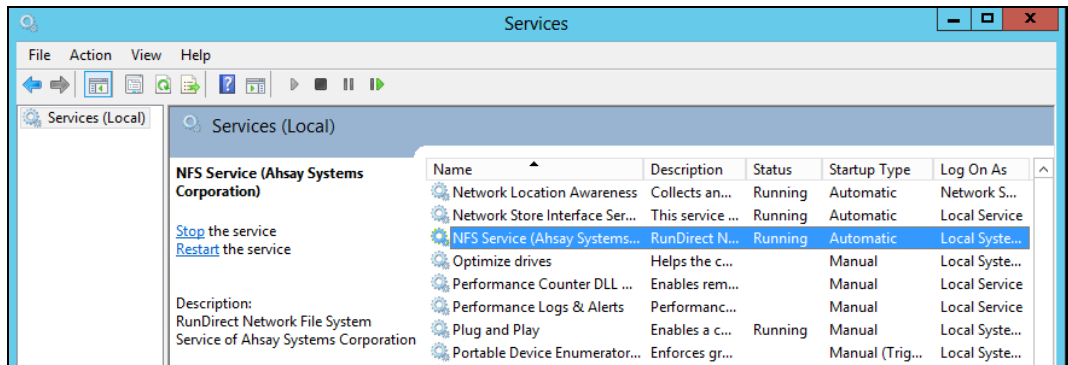 Services
File Action View Help
Services (Local)
Services (Local)
NFS Service (Ahsay Systems
Corporation)
Stop the service
Restart the service
Description:
RunDirect Network File System
Service of Ahsay Systems Corporation
Name Description Status Startup Type Log On As
Network Location Awareness Collects an... Running Automatic Network S...
Network Store Interface Ser... This service ... Running Automatic Local Service
NFS Service (Ahsay Systems... RunDirect N... Running Automatic Local Syste...
Optimize drives Helps the c... Manual Local Syste...
Performance Counter DLL ... Enables rem... Manual Local Service
Performance Logs & Alerts Performanc... Manual Local Service
Plug and Play Enables a c... Running Manual Local Syste...
Portable Device Enumerator... Enforces gr... Manual (Trig... Local Syste...